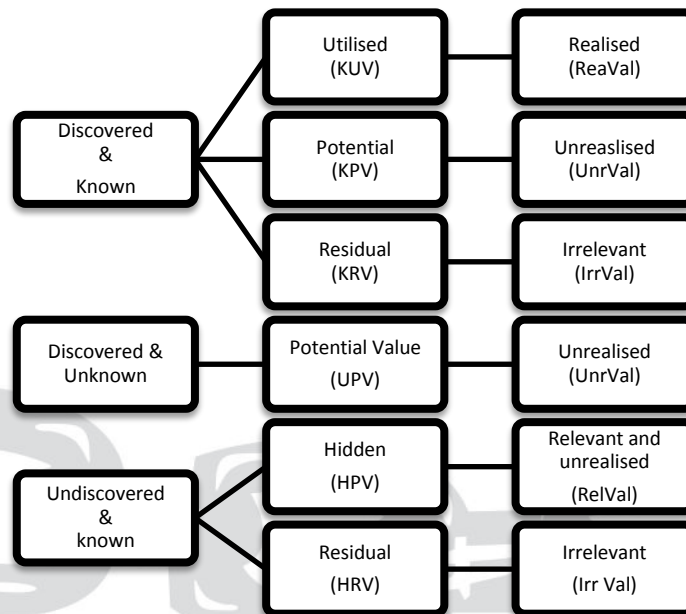 Utilised
(KUV)
Realised
(ReaVal)
Discovered
&
Known
Potential
(KPV)
Unreaslised
(UnrVal)
Residual
(KRV)
Irrelevant
(IrrVal)
Discovered &
Unknown
Potential Value
(UPV)
Unrealised
(UnrVal)
Undiscovered
&
known
Hidden
(HPV)
Relevant and
unrealised
(RelVal)
Residual
(HRV)
Irrelevant
(Irr Val)